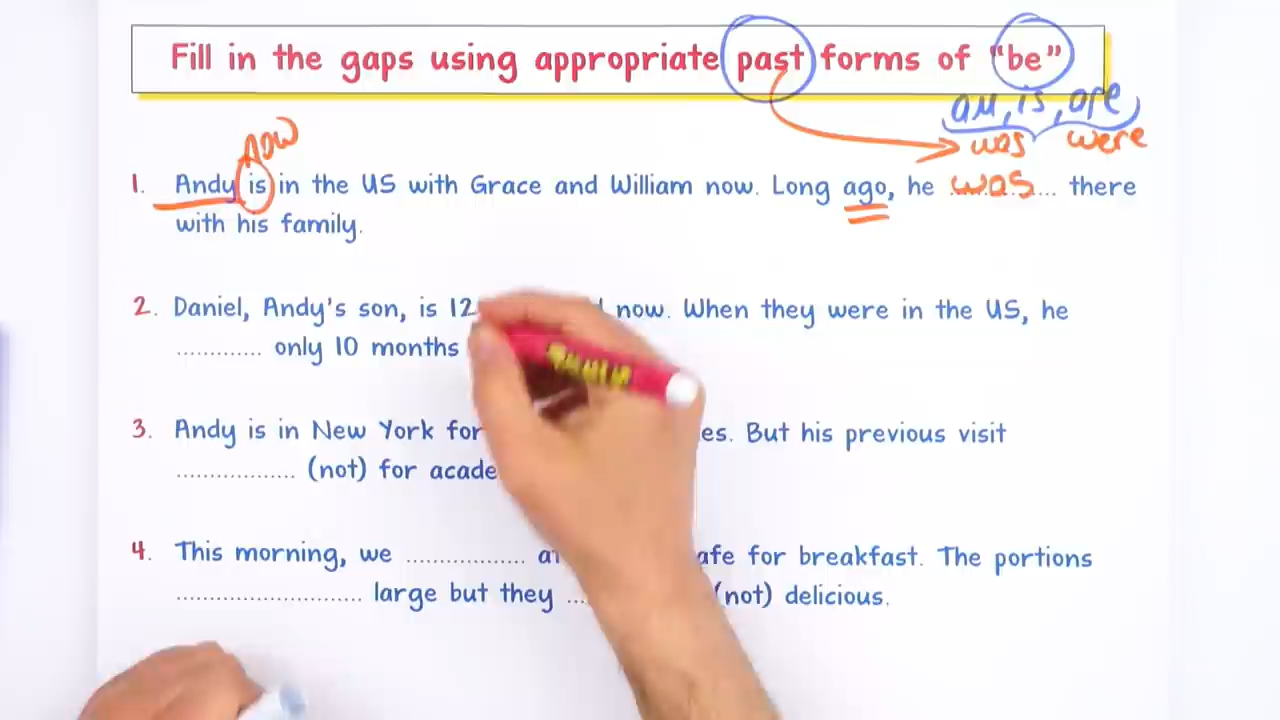 Fill in the gaps using appropriate past forms of "be"
am, is, are
was were
now
1. Andy is in the US with Grace and William now. Long ago, he was there
with his family.
2. Daniel, Andy's son, is 12 now. When they were in the US, he
............ only 10 months
3. Andy is in New York for es. But his previous visit
................. (not) for acade
4. This morning, we ................. at afe for breakfast. The portions
........................... large but they ... (not) delicious.